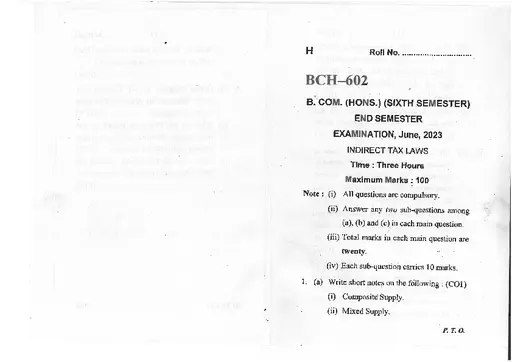 H Roll No. ..............................
BCH–602
B. COM. (HONS.) (SIXTH SEMESTER)
END SEMESTER
EXAMINATION, June, 2023
INDIRECT TAX LAWS
Time : Three Hours
Maximum Marks : 100
Note : (i) All questions are compulsory.
(ii) Answer any two sub-questions among
(a), (b) and (c) in each main question.
(iii) Total marks in each main question are
twenty.
(iv) Each sub-question carries 10 marks.
1. (a) Write short notes on the following : (CO1)
(i) Composite Supply.
(ii) Mixed Supply.
P. T. O.